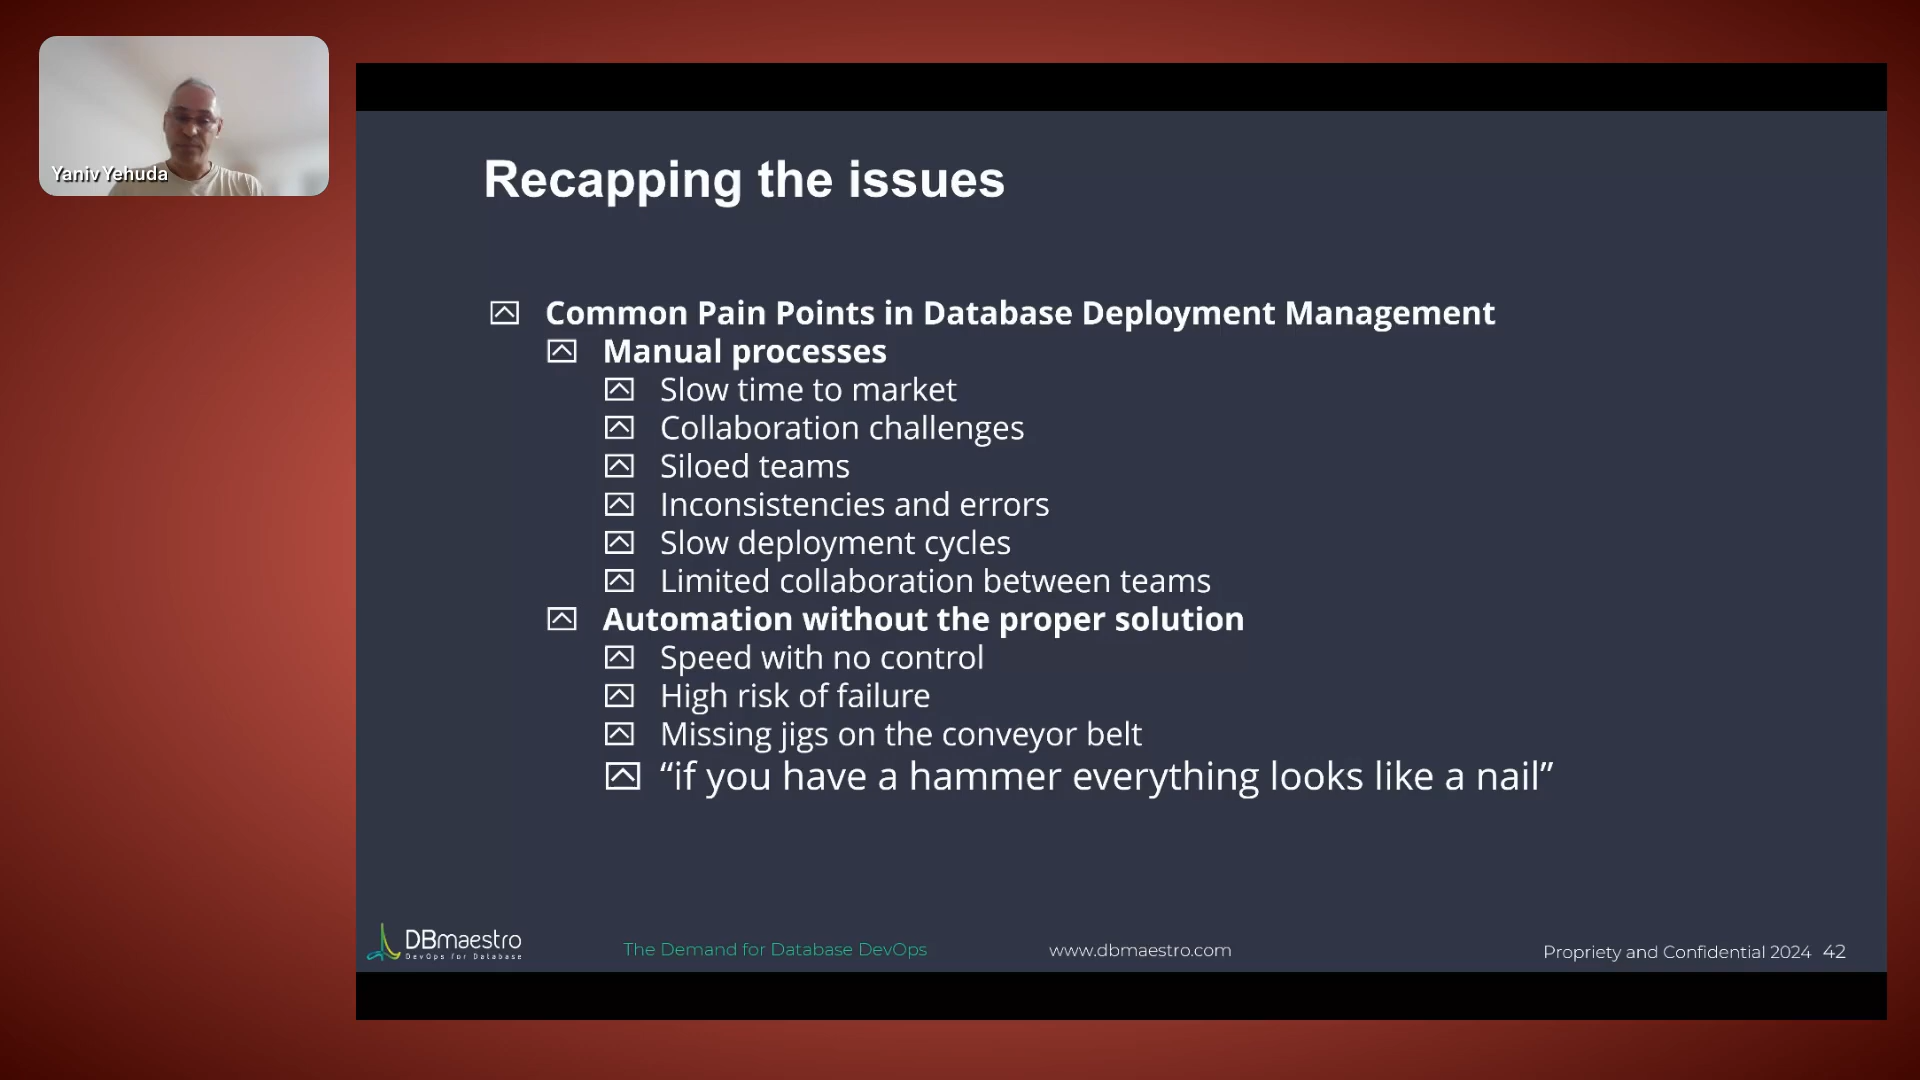 Yaniv Yehuda
Recapping the issues
Common Pain Points in Database Deployment Management
Manual processes
Slow time to market
Collaboration challenges
Siloed teams
Inconsistencies and errors
Slow deployment cycles
Limited collaboration between teams
Automation without the proper solution
Speed with no control
High risk of failure
Missing jigs on the conveyor belt
“if you have a hammer everything looks like a nail”
DBmaestro
DevOps for Database
The Demand for Database DevOps
www.dbmaestro.com
Propriety and Confidential 2024 42